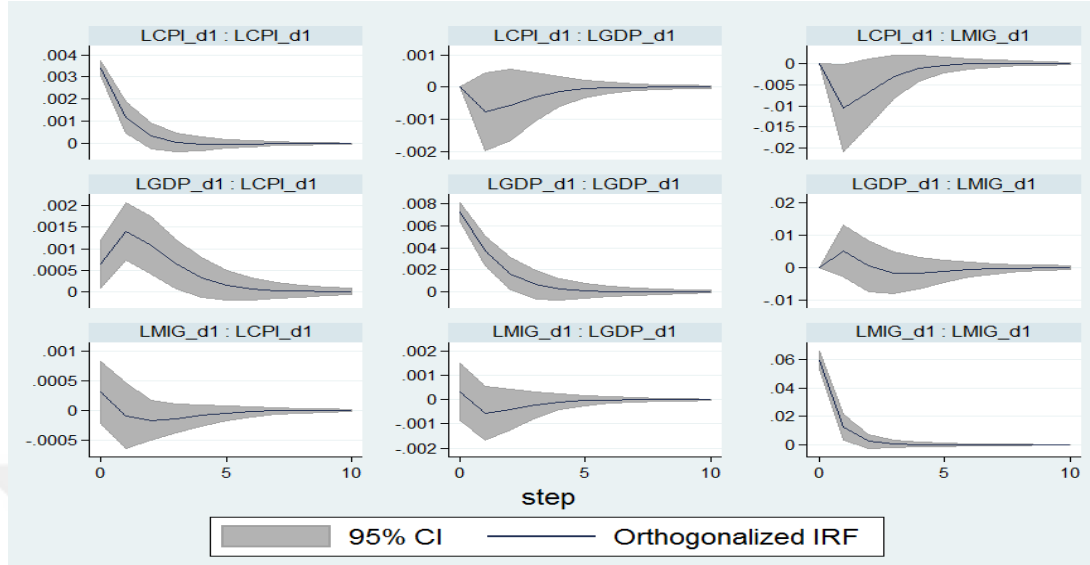 LCPI_d1 : LCPI_d1
LCPI_d1 : LGDP_d1
LCPI_d1 : LMIG_d1
.004
.003
.002
.001
0
.001
0
-.001
-.002
0
-.005
-.01
-.015
-.02
LGDP_d1 : LCPI_d1
LGDP_d1 : LGDP_d1
LGDP_d1 : LMIG_d1
.002
.0015
.001
.0005
0
.008
.006
.004
.002
0
.02
.01
0
-.01
LMIG_d1 : LCPI_d1
LMIG_d1 : LGDP_d1
LMIG_d1 : LMIG_d1
.001
.0005
0
-.0005
.002
.001
0
-.001
-.002
.06
.04
.02
0
0 5 10
0 5 10
0 5 10
step
95% CI
Orthogonalized IRF